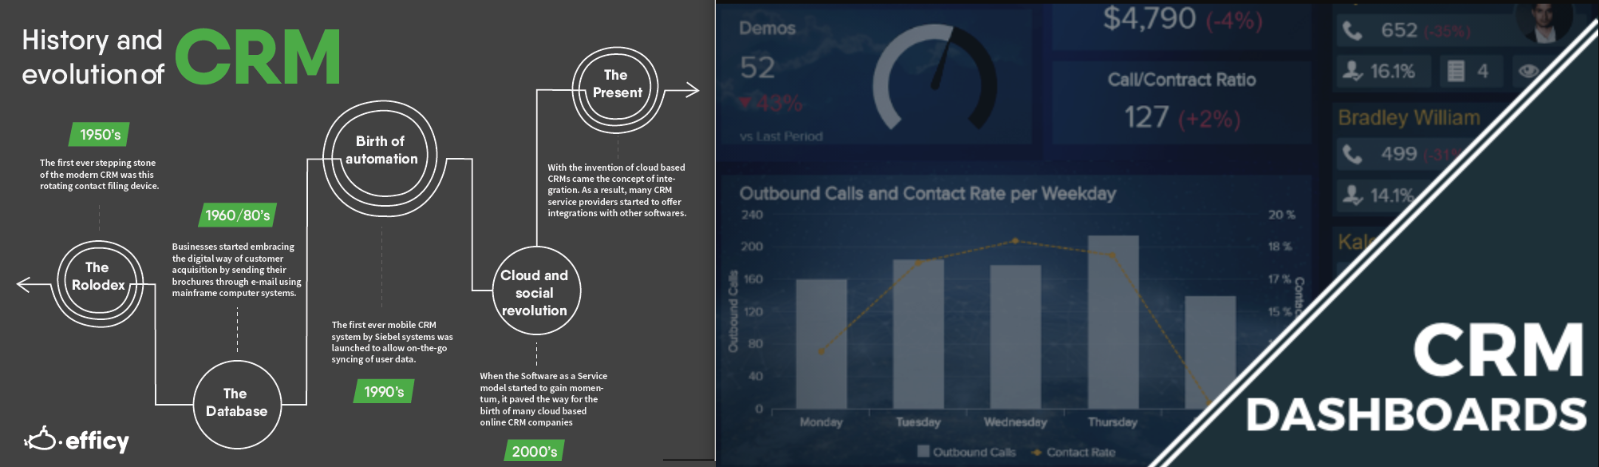 History and
evolution of CRM
1950's
The first ever stepping stone
of the modern CRM was this
rotating contact filing device.
The
Rolodex
1960/80's
Businesses started embracing
the digital way of customer
acquisition by sending their
brochures through e-mail using
mainframe computer systems.
The
Database
Birth of
automation
The first ever mobile CRM
system by Siebel systems was
launched to allow on-the-go
syncing of user data.
1990's
Cloud and
social
revolution
When the Software as a Service
model started to gain momen-
tum, it paved the way for the
birth of many cloud based
online CRM companies
2000's
The
Present
With the invention of cloud based
CRMs came the concept of inte-
gration. As a result, many CRM
service providers started to offer
integrations with other softwares.
efficy
Demos
52
▼43%
vs Last Period
$4,790 (-4%)
Call/Contract Ratio
127 (+2%)
652 (-35%)
16.1% 4
Bradley William
499 (-31%
14.1%
Kale
Outbound Calls and Contact Rate per Weekday
240
200
160
120
80
40
0
Outbound Calls
20 %
18 %
17 %
15 %
Contac
Monday Tuesday Wednesday Thursday
Outbound Calls Contact Rate
CRM
DASHBOARDS